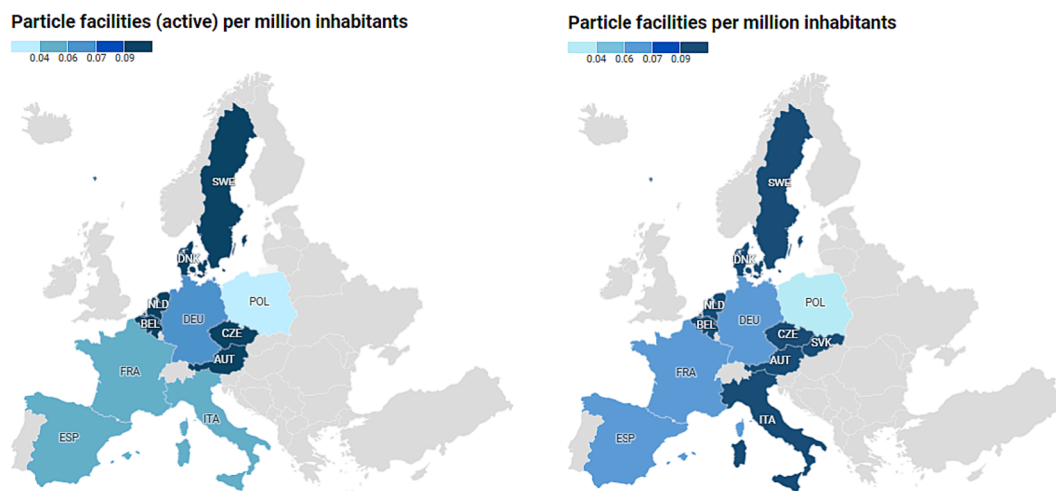 Particle facilities (active) per million inhabitants
0.04 0.06 0.07 0.09
SWE
DNK
NLD
POL
BEL
DEU
CZE
AUT
FRA
ITA
ESP
Particle facilities per million inhabitants
0.04 0.06 0.07 0.09
SWE
DNK
NLD
POL
BEL
DEU
CZE
SVK
AUT
FRA
ITA
ESP